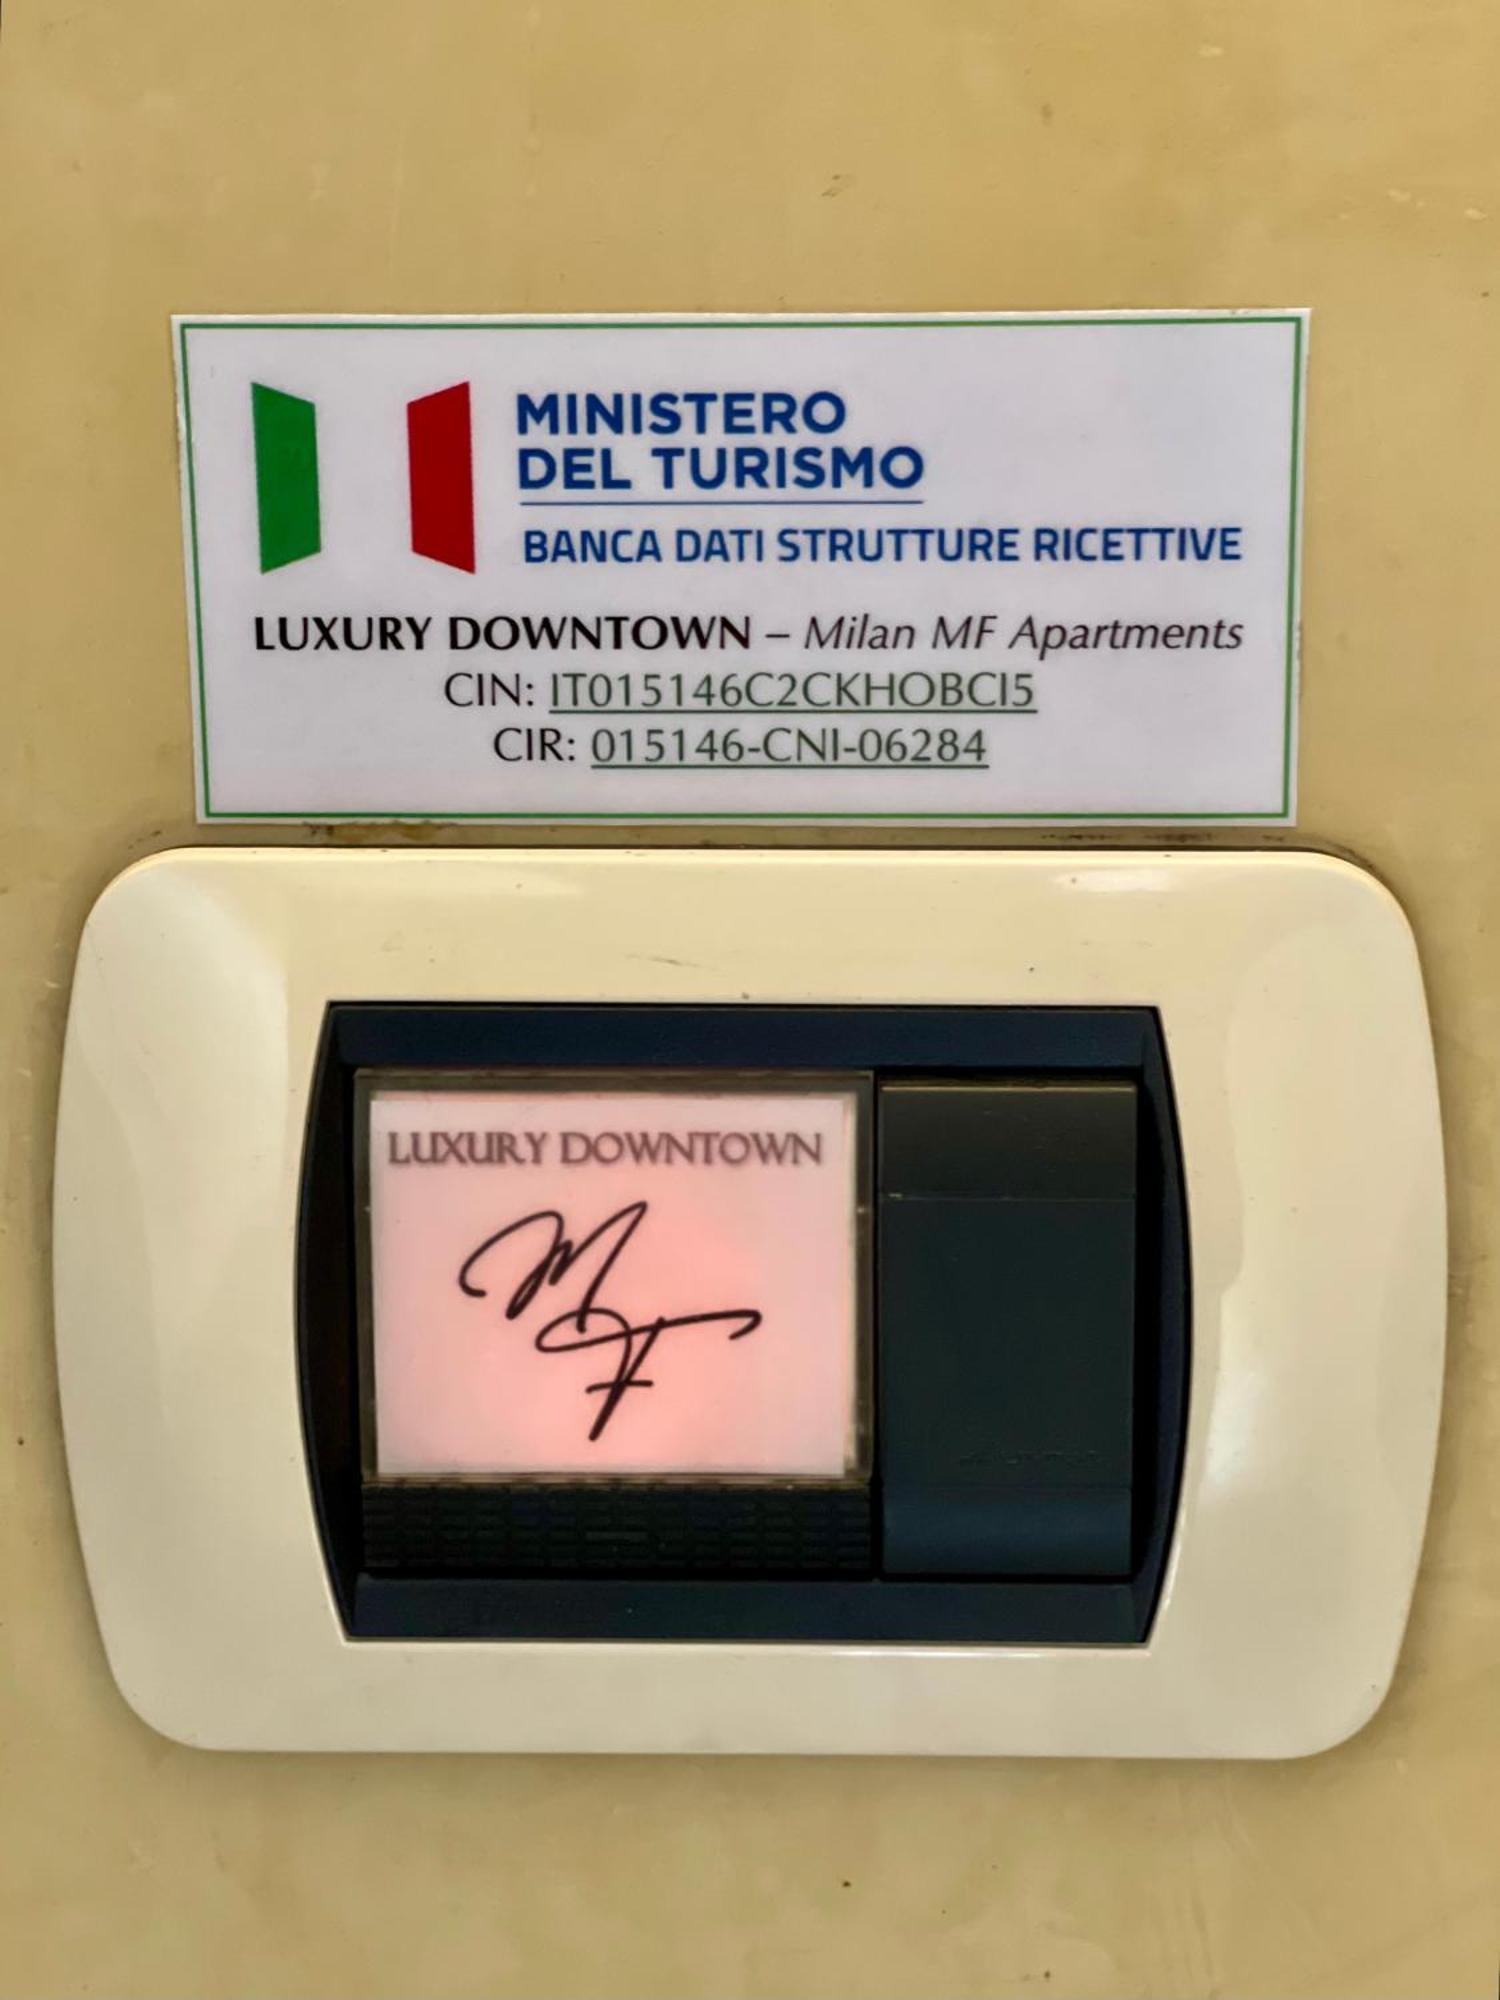 MINISTERO
DEL TURISMO
BANCA DATI STRUTTURE RICETTIVE
LUXURY DOWNTOWN – Milan MF Apartments
CIN: IT015146C2CKHOBCI5
CIR: 015146-CNI-06284
LUXURY DOWNTOWN
MF